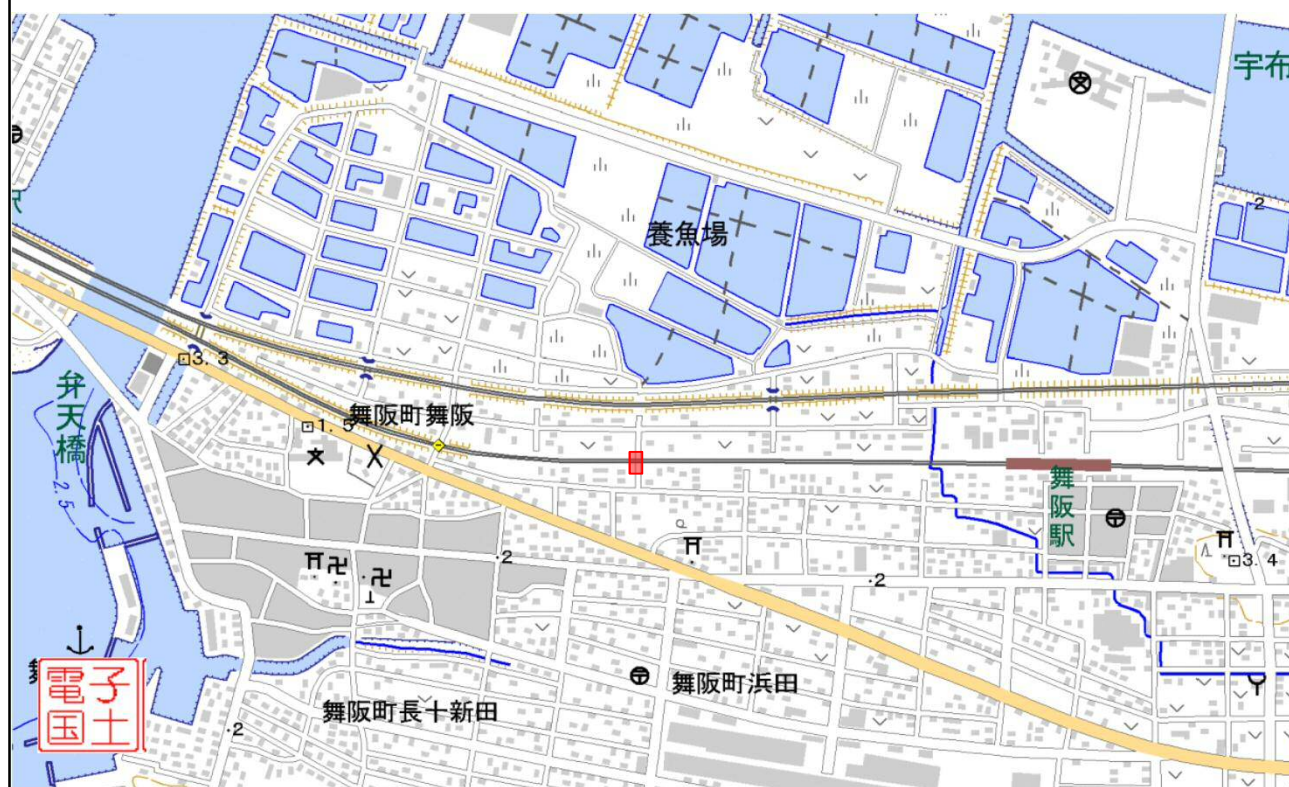 宇布
2
養魚場
駅
3.3
舞阪町舞阪
1.5
弁天橋
-2.5
舞阪駅
3.4
・2
・2
舞
舞阪町浜田
舞阪町長十新田
・2
電子
国土